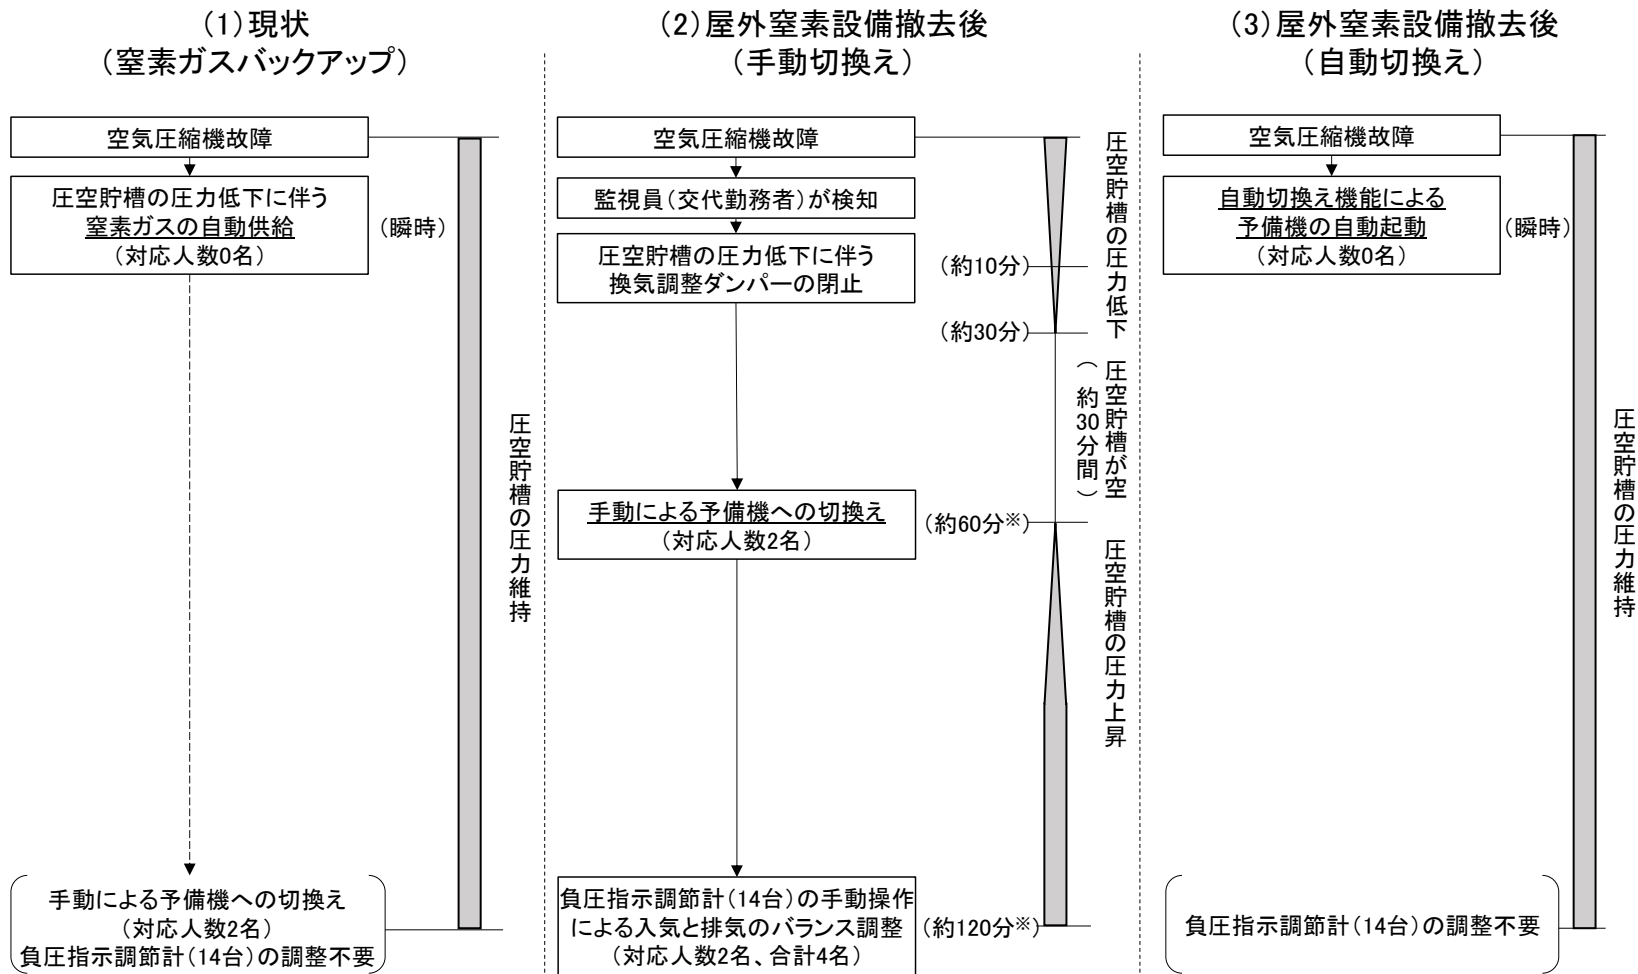 (1)現状
(窒素ガスバックアップ)
空気圧縮機故障
圧空貯槽の圧力低下に伴う
窒素ガスの自動供給
(対応人数0名)
(瞬時)
圧空貯槽の圧力維持
手動による予備機への切換え
(対応人数2名)
負圧指示調節計(14台)の調整不要
(2)屋外窒素設備撤去後
(手動切換え)
空気圧縮機故障
監視員(交代勤務者)が検知
圧空貯槽の圧力低下に伴う
換気調整ダンパーの閉止
(約10分)
(約30分)
圧空貯槽の圧力低下
圧空貯槽が空
(約30分間)
手動による予備機への切換え
(対応人数2名)
(約60分※)
圧空貯槽の圧力上昇
負圧指示調節計(14台)の手動操作
による入気と排気のバランス調整
(対応人数2名、合計4名)
(約120分※)
(3)屋外窒素設備撤去後
(自動切換え)
空気圧縮機故障
自動切換え機能による
予備機の自動起動
(対応人数0名)
(瞬時)
圧空貯槽の圧力維持
負圧指示調節計(14台)の調整不要